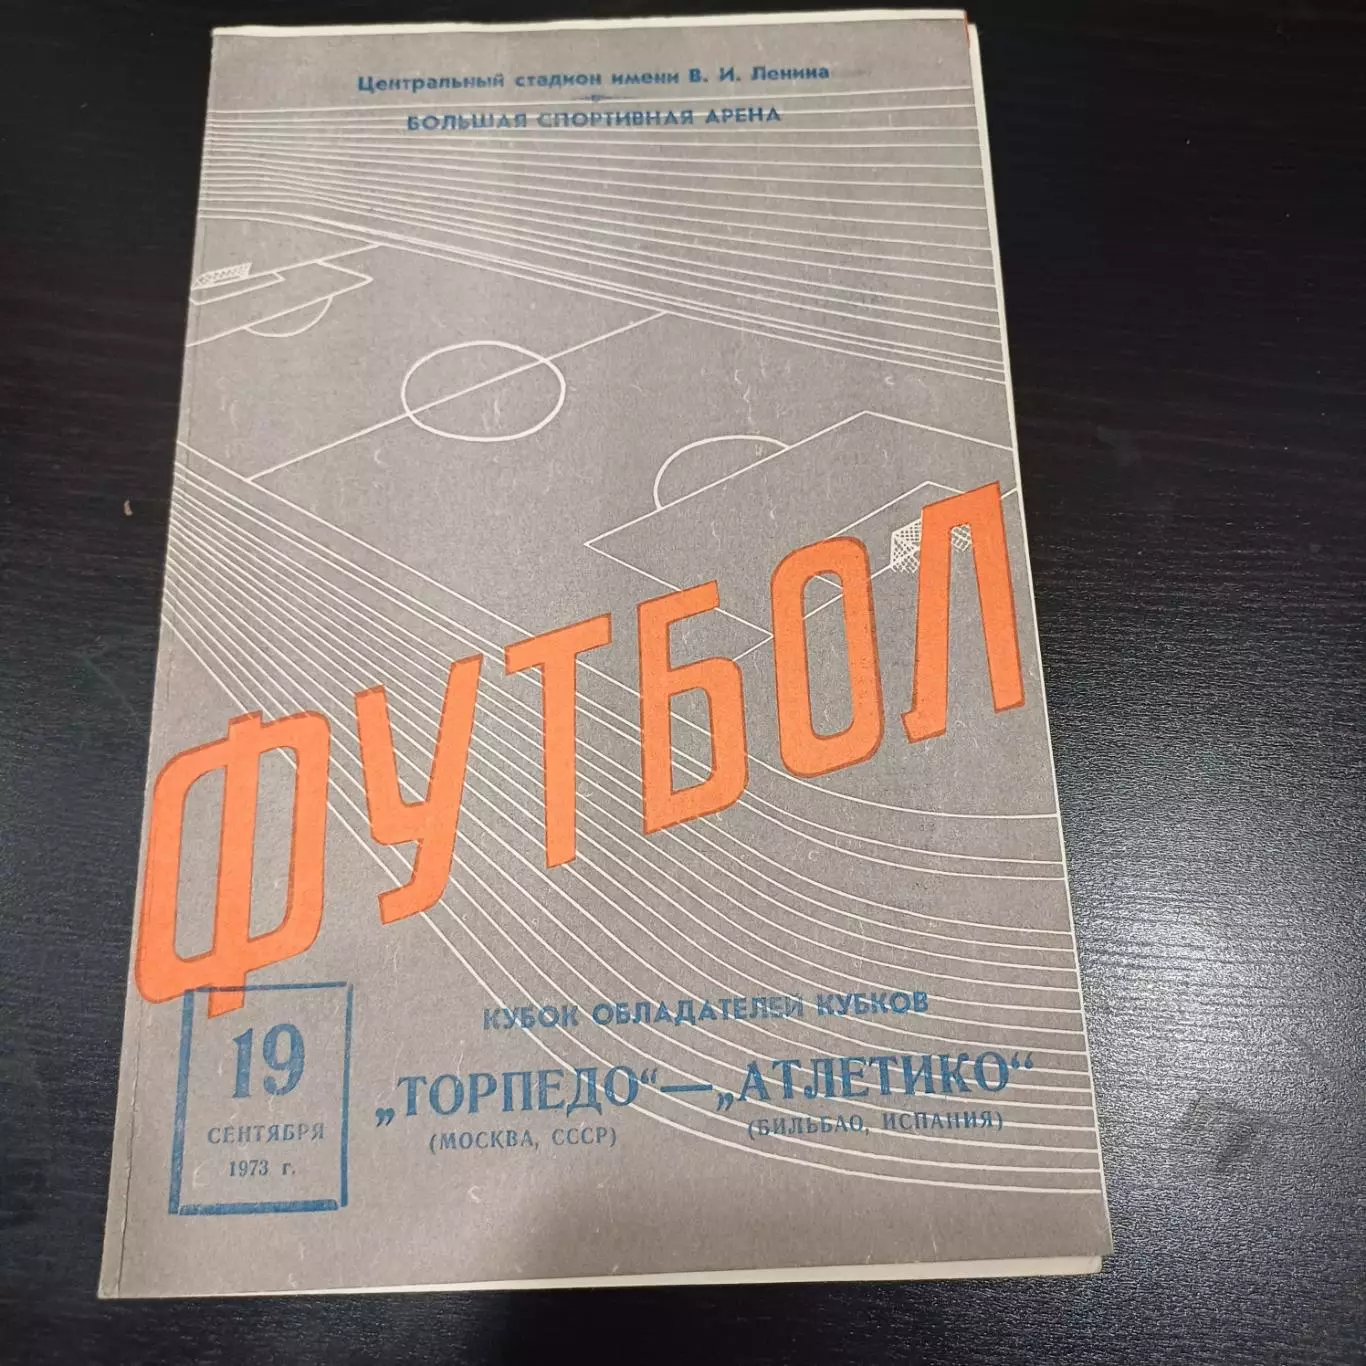 Центральный стадион имени В. И. Ленина
БОЛЬШАЯ СПОРТИВНАЯ АРЕНА
ФУТБОЛ
19
СЕНТЯБРЯ
1973 г.
КУБОК ОБЛАДАТЕЛЕЙ КУБКОВ
„ТОРПЕДО“—„АТЛЕТИКО“
(МОСКВА, СССР) (БИЛЬБАО, ИСПАНИЯ)